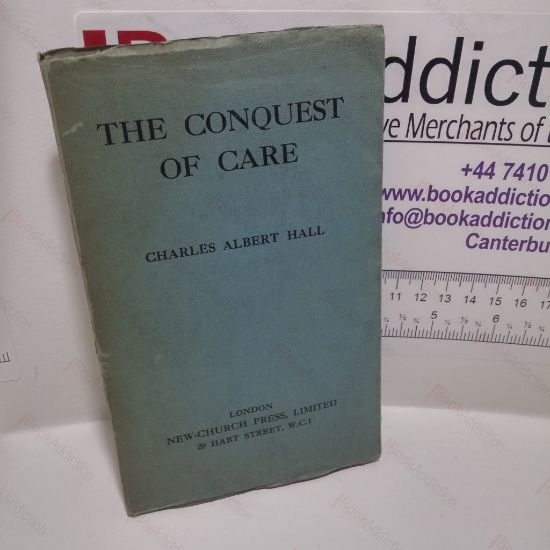 THE CONQUEST
OF CARE
CHARLES ALBERT HALL
LONDON
NEW-CHURCH PRESS, LIMITED
20 HART STREET, W.C.1
ddict
ve Merchants of
+44 7410
www.bookaddiction
nfo@bookaddiction
Canterbu
11 12 13 14 15 16 17
5 6
BookAddiction